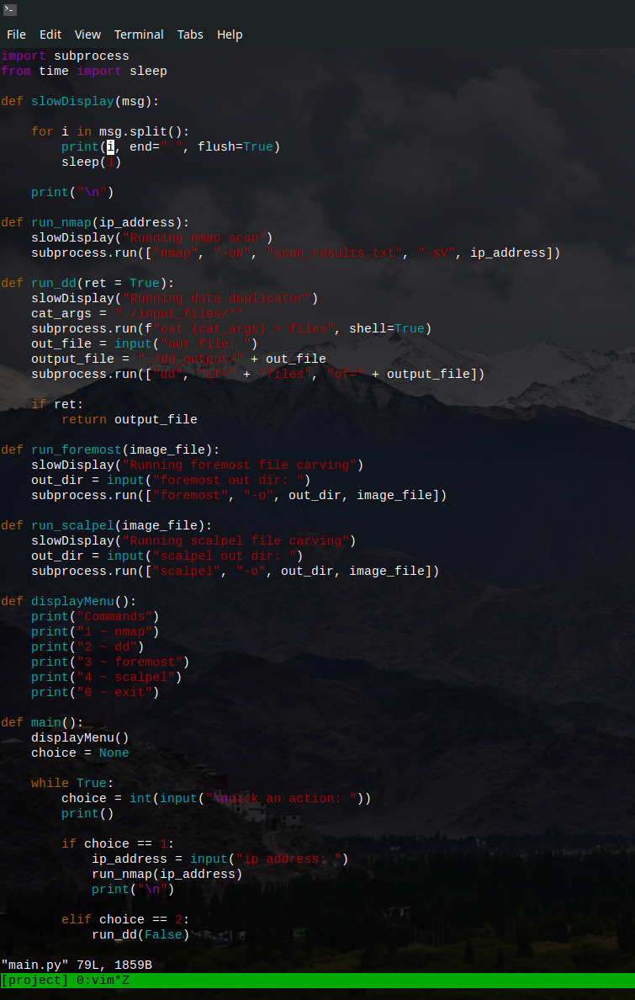 File Edit View Terminal Tabs Help
import subprocess
from time import sleep

def slowDisplay(msg):

    for i in msg.split():
        print(i, end=" ", flush=True)
        sleep(1)

    print("\n")

def run_nmap(ip_address):
    slowDisplay("Running nmap scan")
    subprocess.run(["nmap", "-oN", "scan_results.txt", "-sV", ip_address])

def run_dd(ret = True):
    slowDisplay("Running data duplicator")
    cat_args = "./input_files/*"
    subprocess.run(f"cat {cat_args} > files", shell=True)
    out_file = input("out file: ")
    output_file = "./dd_output/" + out_file
    subprocess.run(["dd", "if=" + "files", "of=" + output_file])

    if ret:
        return output_file

def run_foremost(image_file):
    slowDisplay("Running foremost file carving")
    out_dir = input("foremost out dir: ")
    subprocess.run(["foremost", "-o", out_dir, image_file])

def run_scalpel(image_file):
    slowDisplay("Running scalpel file carving")
    out_dir = input("scalpel out dir: ")
    subprocess.run(["scalpel", "-o", out_dir, image_file])

def displayMenu():
    print("Commands")
    print("1 ~ nmap")
    print("2 ~ dd")
    print("3 ~ foremost")
    print("4 ~ scalpel")
    print("0 ~ exit")

def main():
    displayMenu()
    choice = None

    while True:
        choice = int(input("\npick an action: "))
        print()

        if choice == 1:
            ip_address = input("ip address: ")
            run_nmap(ip_address)
            print("\n")

        elif choice == 2:
            run_dd(False)

"main.py" 79L, 1859B
[project] 0:vim*Z